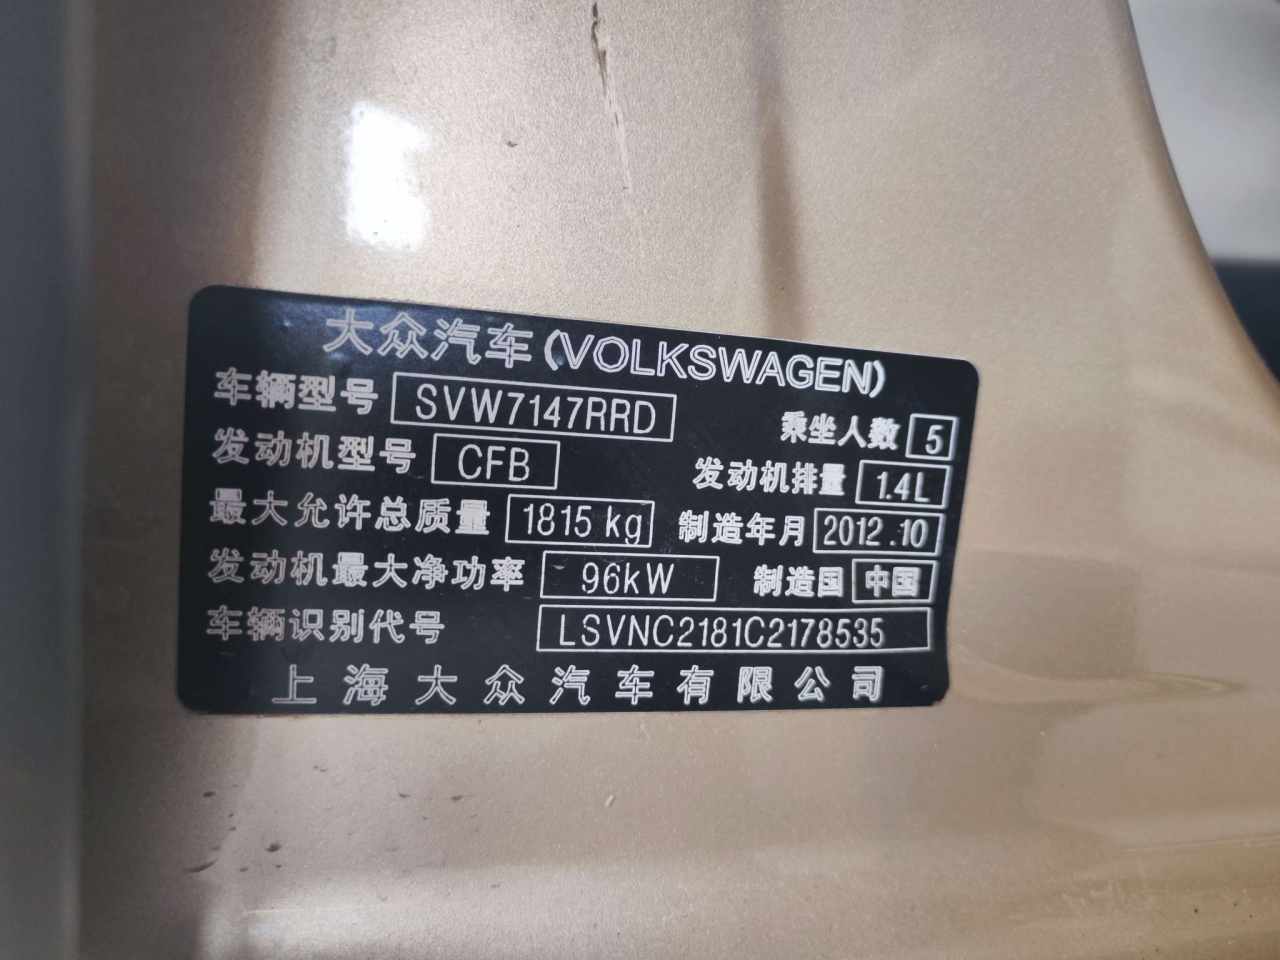 大众汽车(VOLKSWAGEN)
车辆型号 SVW7147RRD 乘坐人数 5
发动机型号 CFB 发动机排量 1.4L
最大允许总质量 1815 kg 制造年月 2012.10
发动机最大净功率 96kW 制造国 中国
车辆识别代号 LSVNC2181C2178535
上海大众汽车有限公司